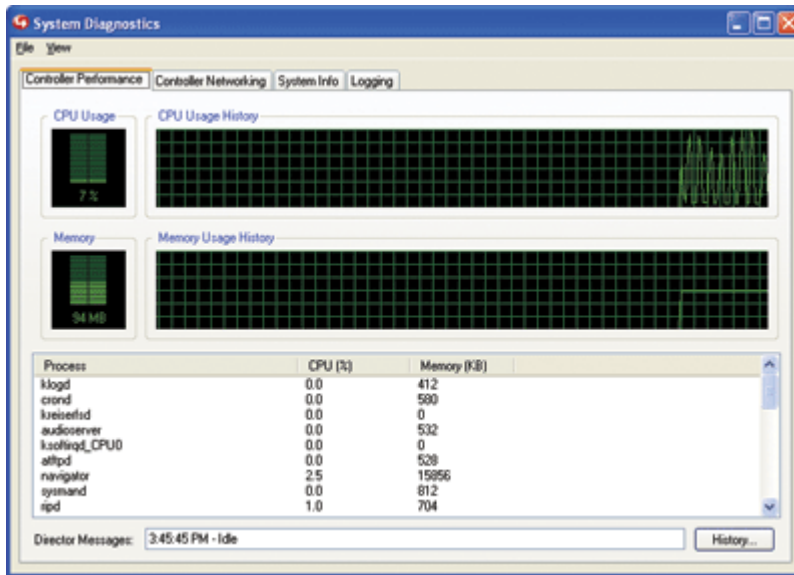 System Diagnostics
File View
Controller Performance Controller Networking System Info Logging
CPU Usage CPU Usage History
7 %
Memory Memory Usage History
94 MB
Process CPU (%) Memory (KB)
klogd 0.0 412
crond 0.0 580
kreiserfsd 0.0 0
audioserver 0.0 532
ksoftirqd_CPU0 0.0 0
atftpd 0.0 528
navigator 2.5 15856
sysmand 0.0 812
ripd 1.0 704
Director Messages: 3:45:45 PM - Idle History...